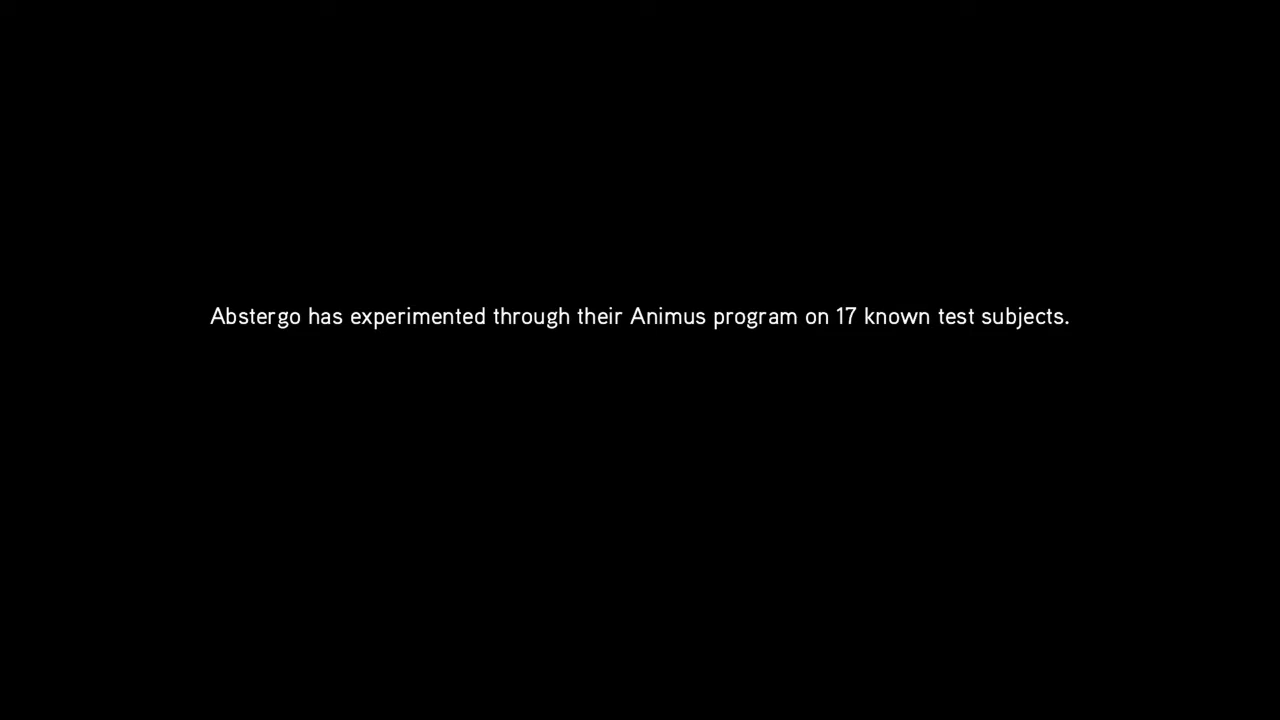 Abstergo has experimented through their Animus program on 17 known test subjects.